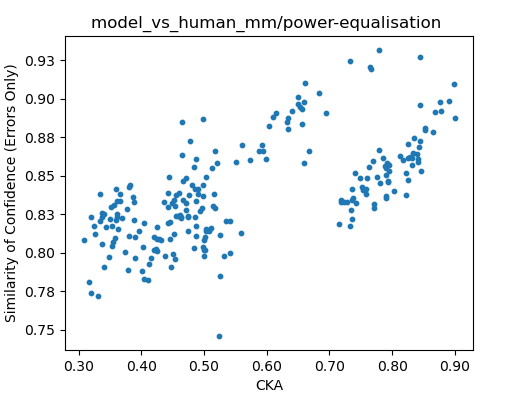 model_vs_human_mm/power-equalisation
Similarity of Confidence (Errors Only)
0.93
0.90
0.88
0.85
0.83
0.80
0.78
0.75
0.30 0.40 0.50 0.60 0.70 0.80 0.90
CKA